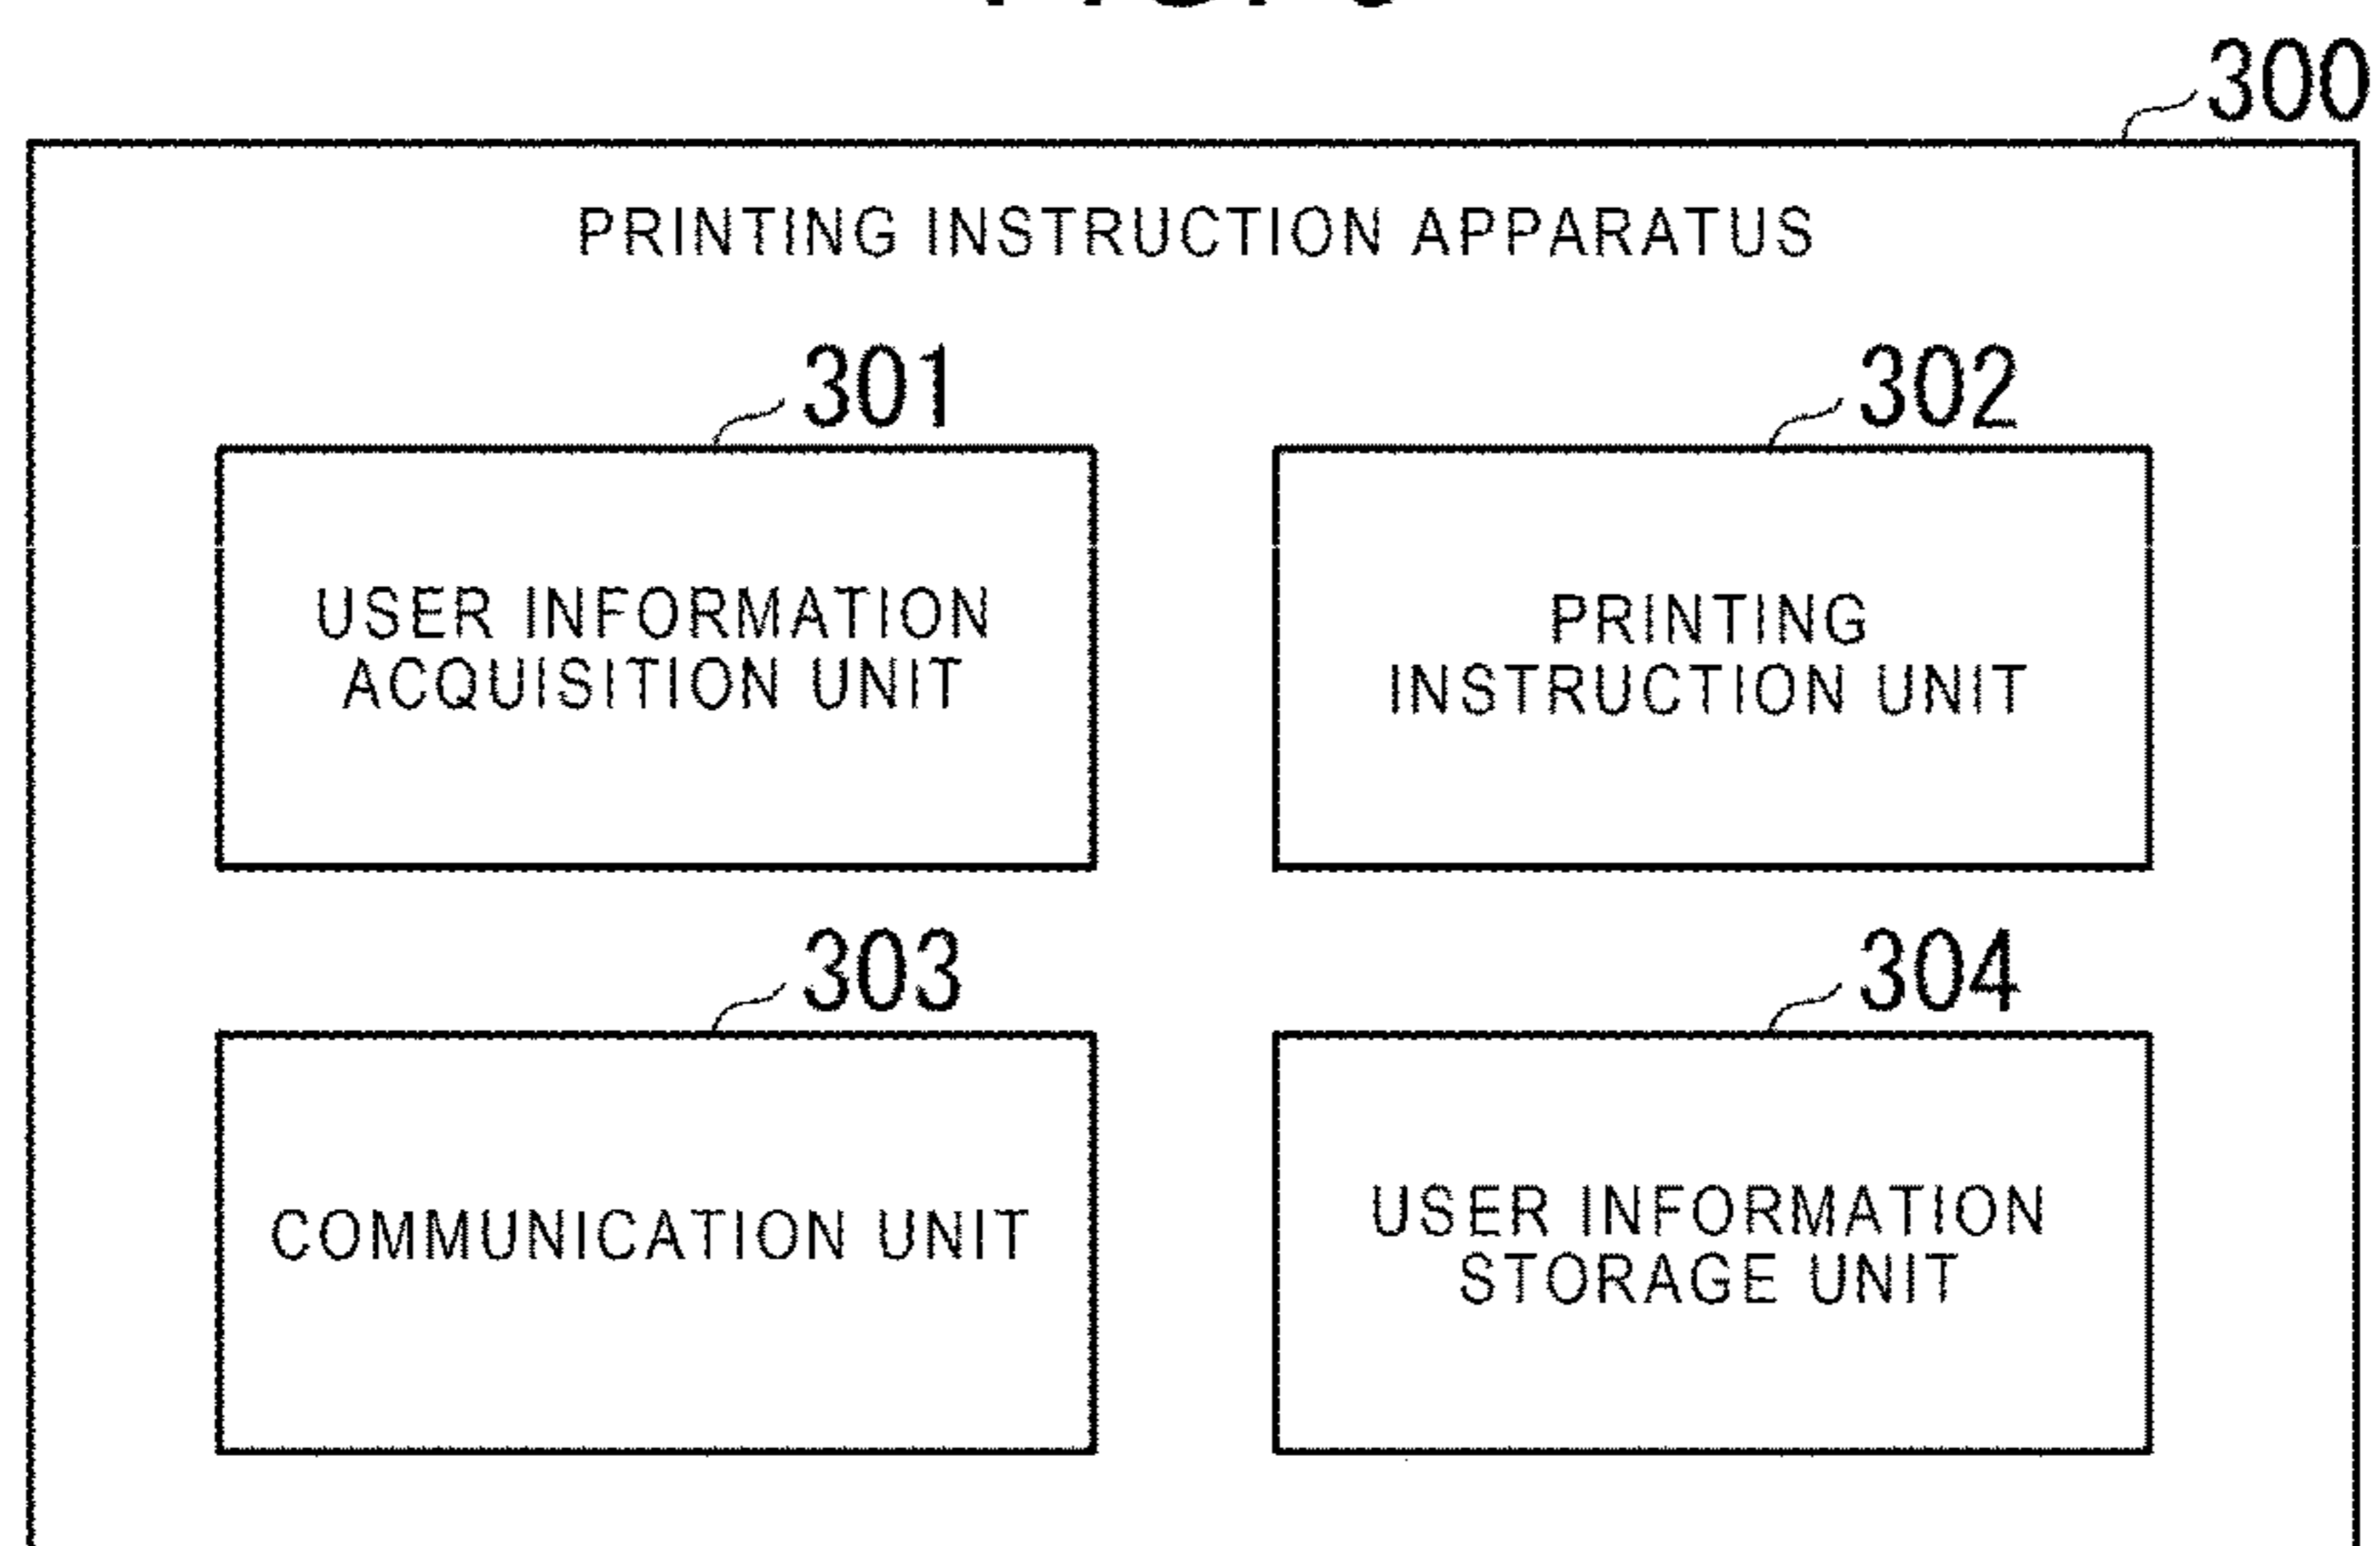 300
PRINTING INSTRUCTION APPARATUS
301
302
USER INFORMATION
ACQUISITION UNIT
PRINTING
INSTRUCTION UNIT
303
304
COMMUNICATION UNIT
USER INFORMATION
STORAGE UNIT